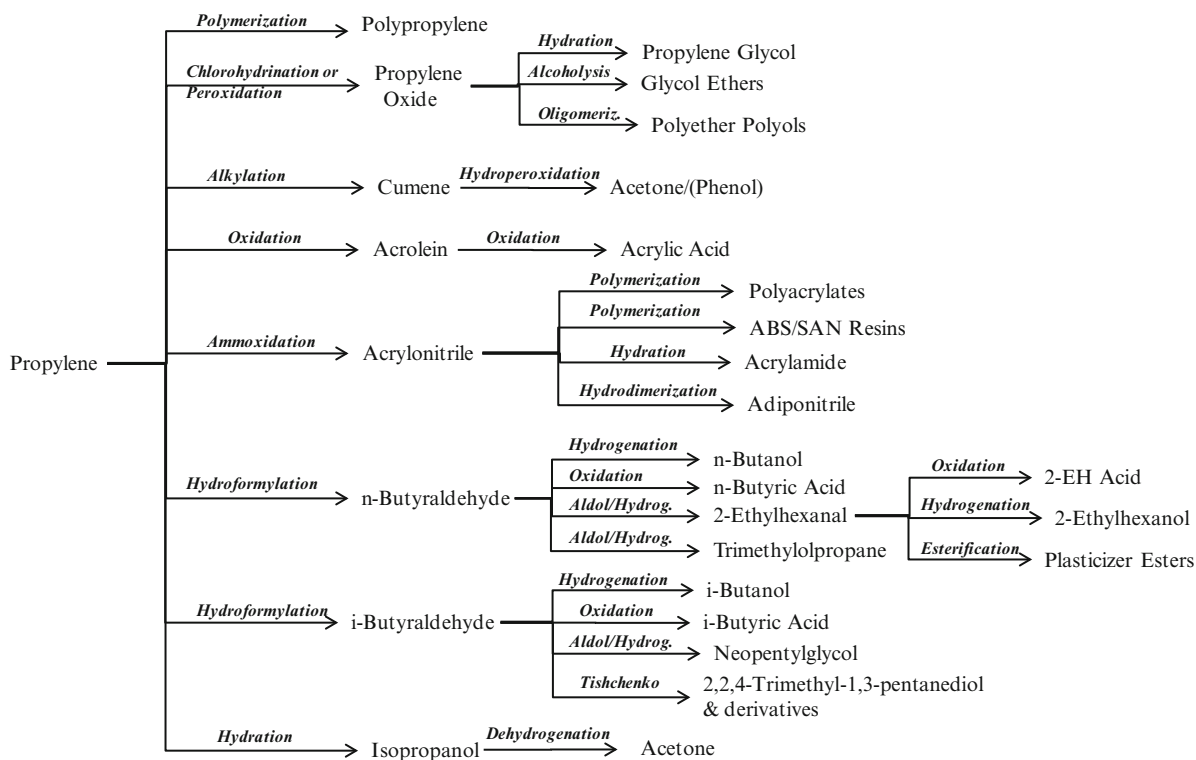 Polymerization
Polypropylene
Chlorohydrination or
Peroxidation
Propylene
Oxide
Hydration
Propylene Glycol
Alcoholysis
Glycol Ethers
Oligomeriz.
Polyether Polyols
Alkylation
Cumene
Hydroperoxidation
Acetone/(Phenol)
Oxidation
Acrolein
Oxidation
Acrylic Acid
Propylene
Ammoxidation
Acrylonitrile
Polymerization
Polyacrylates
Polymerization
ABS/SAN Resins
Hydration
Acrylamide
Hydrodimerization
Adiponitrile
Hydroformylation
n-Butyraldehyde
Hydrogenation
n-Butanol
Oxidation
n-Butyric Acid
Aldol/Hydrog.
2-Ethylhexanal
Aldol/Hydrog.
Trimethylolpropane
Oxidation
2-EH Acid
Hydrogenation
2-Ethylhexanol
Esterification
Plasticizer Esters
Hydroformylation
i-Butyraldehyde
Hydrogenation
i-Butanol
Oxidation
i-Butyric Acid
Aldol/Hydrog.
Neopentylglycol
Tishchenko
2,2,4-Trimethyl-1,3-pentanediol
& derivatives
Hydration
Isopropanol
Dehydrogenation
Acetone